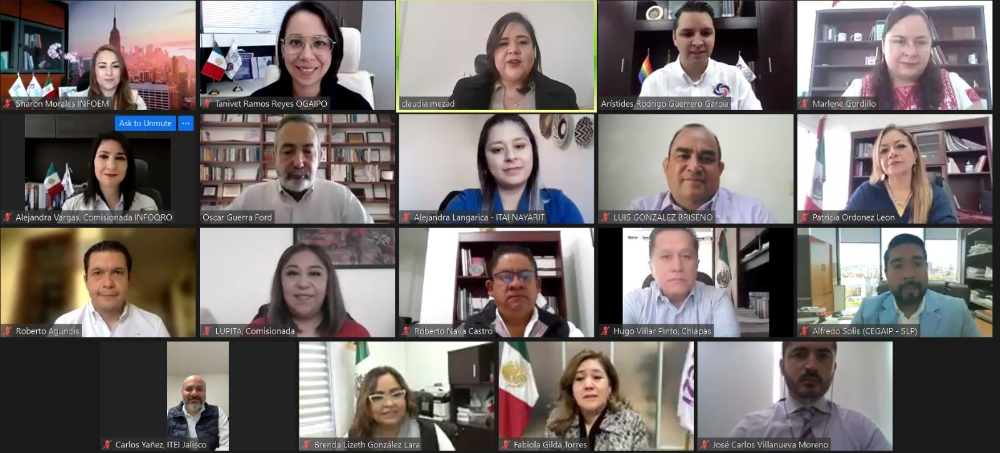 Sharon Morales INFOEM
Tanivet Ramos Reyes OGAIPO
claudia.mezad
Arístides Rodrigo Guerrero García
Marlene Gordillo
Ask to Unmute
...
Alejandra Vargas, Comisionada INFOQRO
Oscar Guerra Ford
Alejandra Langarica - ITAI NAYARIT
LUIS GONZALEZ BRISEÑO
Patricia Ordonez Leon
Roberto Agundis
LUPITA, Comisionada
Roberto Nava Castro
Hugo Villar Pinto, Chiapas
Alfredo Solis (CEGAIP - SLP)
Carlos Yañez, ITEI Jalisco
Brenda Lizeth González Lara
Fabiola Gilda Torres
José Carlos Villanueva Moreno